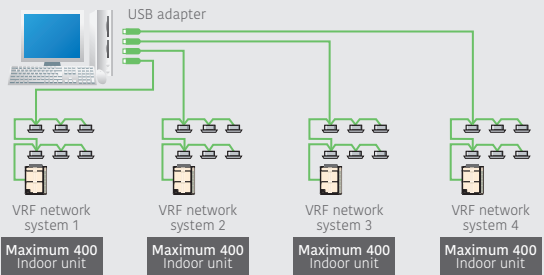 USB adapter
VRF network
system 1
VRF network
system 2
VRF network
system 3
VRF network
system 4
Maximum 400
Indoor unit
Maximum 400
Indoor unit
Maximum 400
Indoor unit
Maximum 400
Indoor unit